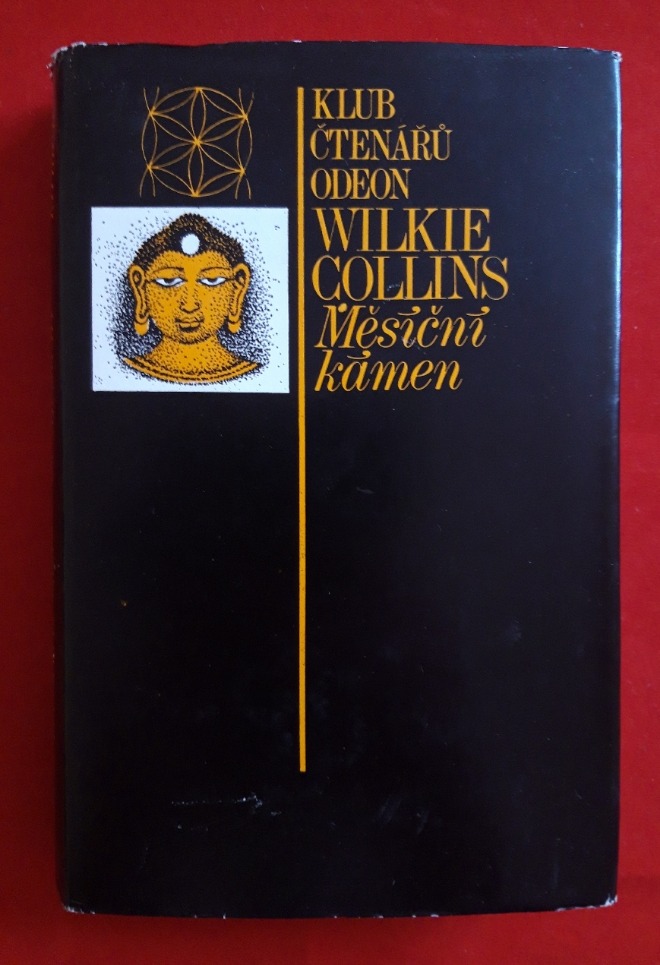 KLUB
ČTENÁŘŮ
ODEON
WILKIE
COLLINS
Měsíční
kámen